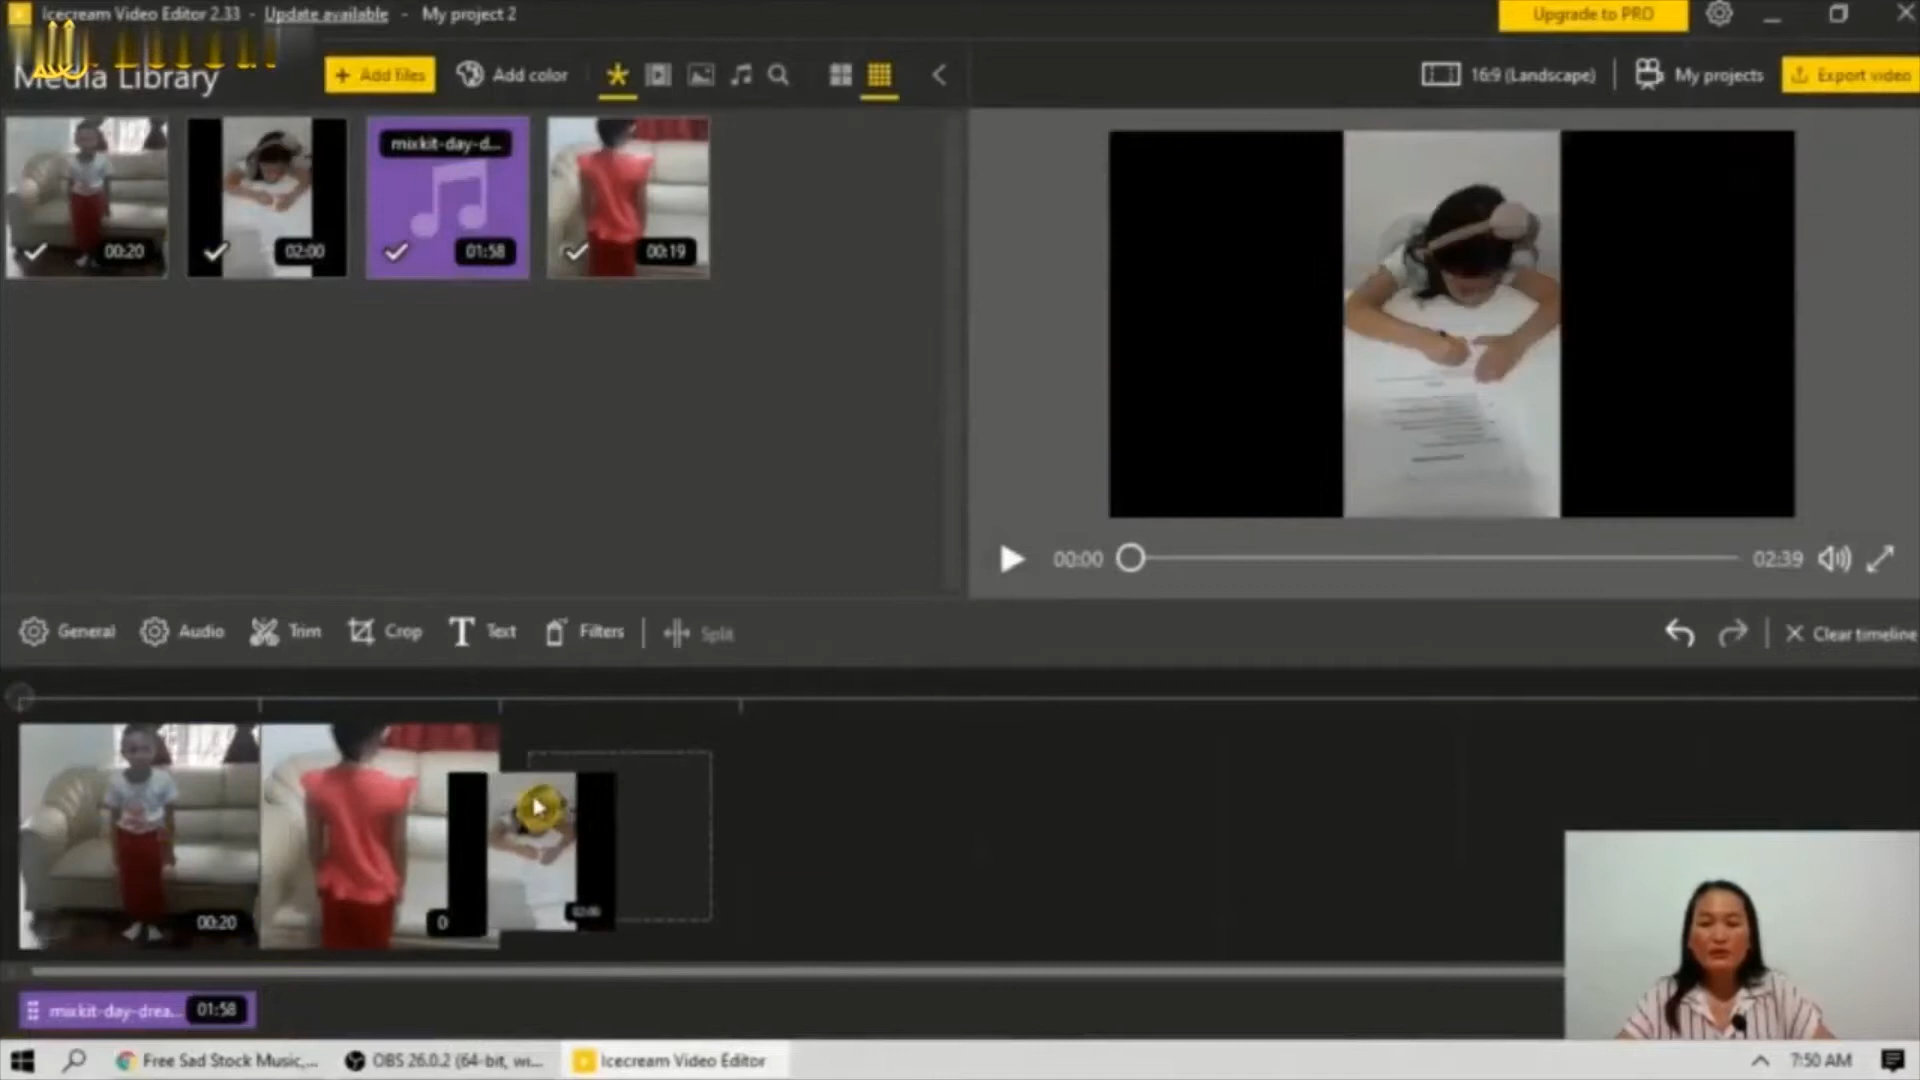 Icecream Video Editor 2.33 - Update available - My project 2
Upgrade to PRO
Media Library
+ Add files
Add color
16:9 (Landscape)
My projects
Export video
00:20
02:00
mixkit-day-d...
01:58
00:19
00:00
02:39
General
Audio
Trim
Crop
Text
Filters
Split
Clear timeline
00:20
0
02:00
mixkit-day-drea...
01:58
Free Sad Stock Music,...
OBS 26.0.2 (64-bit, wi...
Icecream Video Editor
7:50 AM